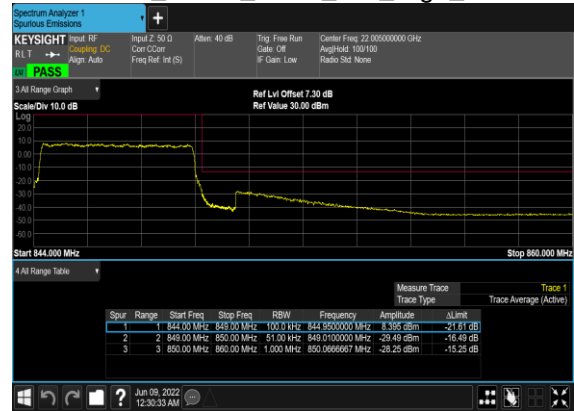 Spectrum Analyzer 1
Spurious Emissions
+
KEYSIGHT Input: RF Input Z: 50 Ω Atten: 40 dB Trig: Free Run Center Freq: 22.005000000 GHz
RLT Coupling: DC Corr CCorr Gate: Off Avg|Hold: 100/100
Align: Auto Freq Ref: Int (S) IF Gain: Low Radio Std: None
PASS
3 All Range Graph
Ref Lvl Offset 7.30 dB
Scale/Div 10.0 dB Ref Value 30.00 dBm
Log
20.0
10.0
0.00
-10.0
-20.0
-30.0
-40.0
-50.0
-60.0
Start 844.000 MHz Stop 860.000 MHz
4 All Range Table
Measure Trace Trace 1
Trace Type Trace Average (Active)
Spur Range Start Freq Stop Freq RBW Frequency Amplitude ΔLimit
1 1 844.00 MHz 849.00 MHz 100.0 kHz 844.9500000 MHz 8.395 dBm -21.61 dB
2 2 849.00 MHz 850.00 MHz 51.00 kHz 849.0100000 MHz -29.49 dBm -16.49 dB
3 3 850.00 MHz 860.00 MHz 1.000 MHz 850.0666667 MHz -28.25 dBm -15.25 dB
? Jun 09, 2022
12:30:33 AM